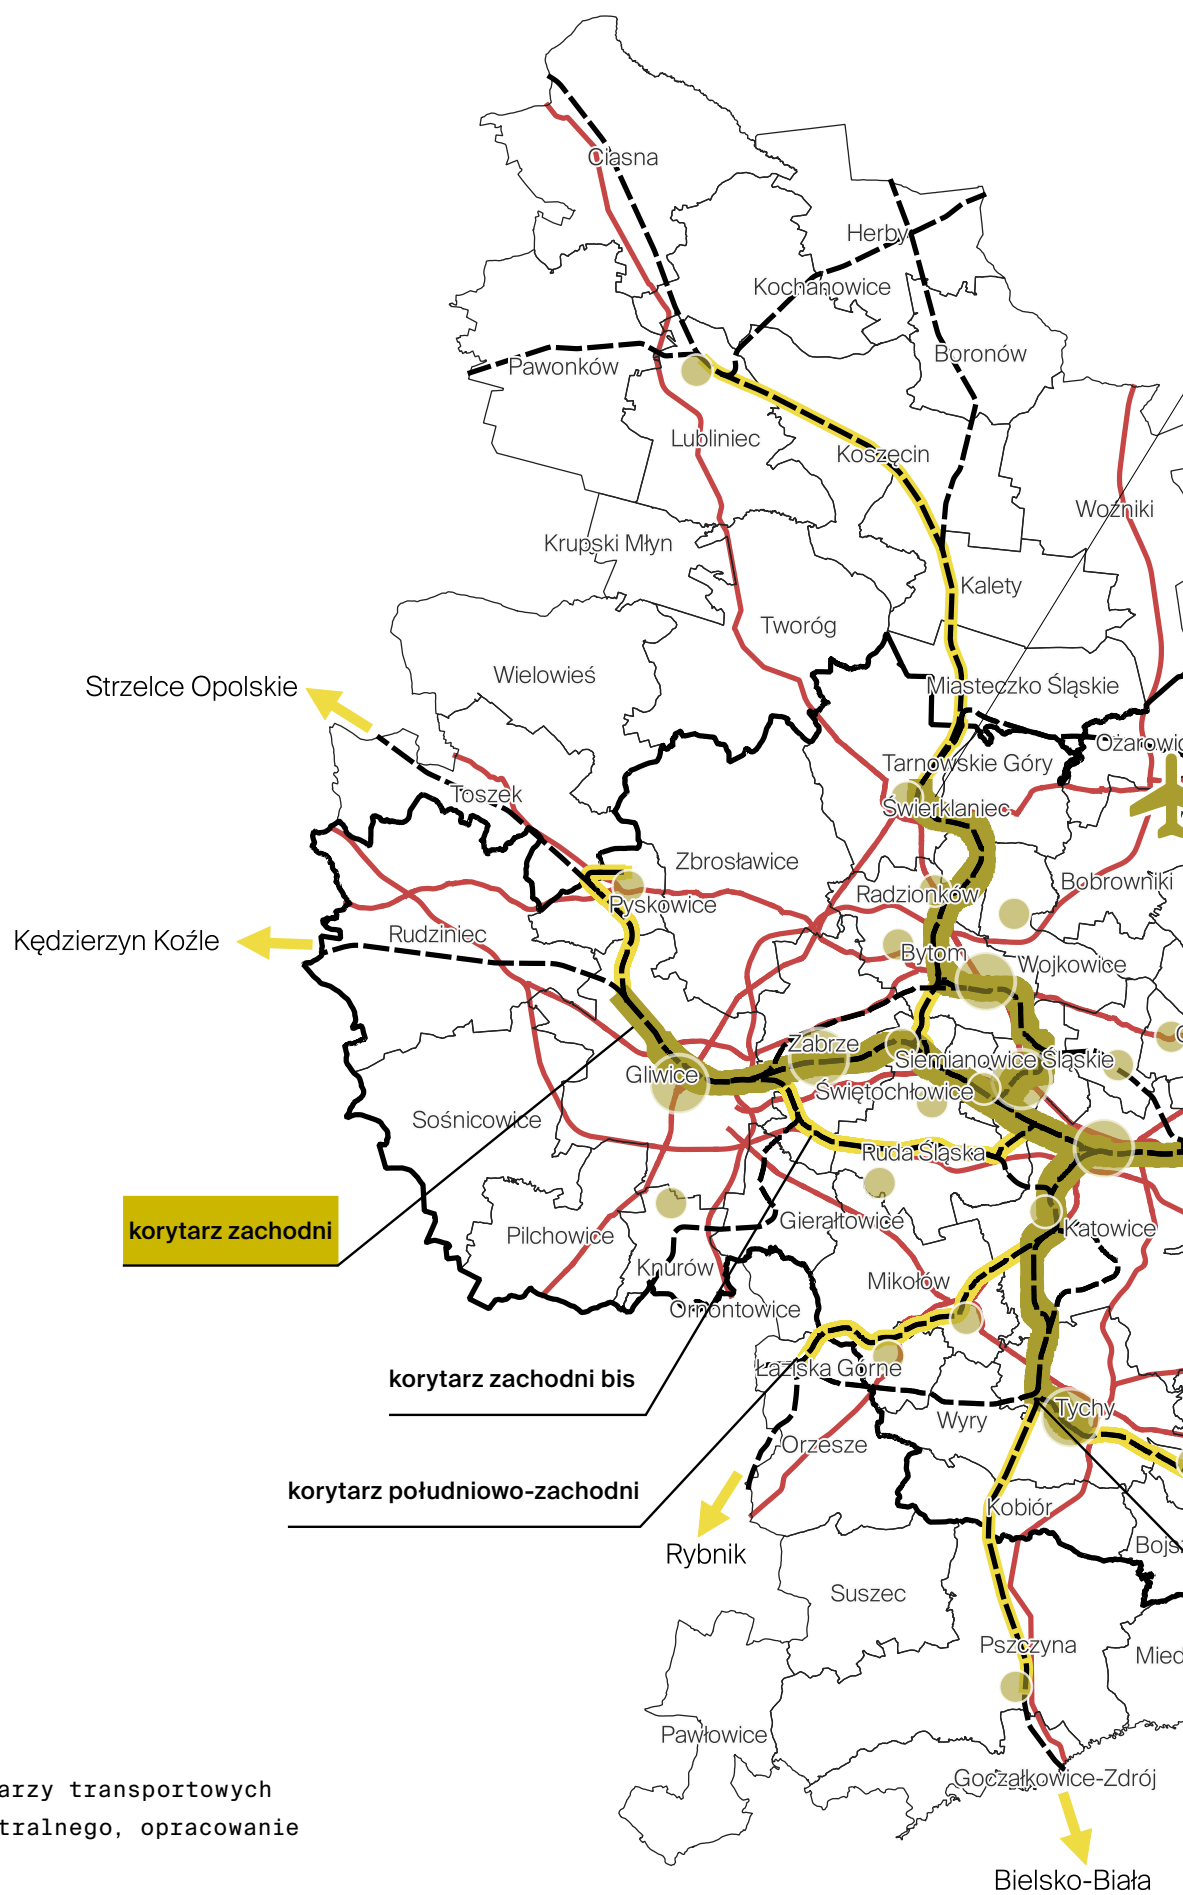 Ciasna
Herby
Kochanowice
Boronów
Pawonków
Lubliniec
Koszęcin
Woźniki
Krupski Młyn
Kalety
Tworóg
Wielowieś
Strzelce Opolskie
Miasteczko Śląskie
Ożarowic
Tarnowskie Góry
Toszek
Świerklaniec
Zbrosławice
Bobrowniki
Radzionków
Pyskowice
Rudziniec
Kędzierzyn Koźle
Bytom
Wojkowice
Zabrze
Siemianowice Śląskie
Gliwice
Świętochłowice
Sośnicowice
Ruda Śląska
korytarz zachodni
Gierałtowice
Katowice
Pilchowice
Knurów
Mikołów
Ornontowice
Łaziska Górne
korytarz zachodni bis
Tychy
Wyry
Orzesze
korytarz południowo-zachodni
Kobiór
Rybnik
Bojsz
Suszec
Pszczyna
Mied
Pawłowice
Goczałkowice-Zdrój
arzy transportowych
tralnego, opracowanie
Bielsko-Biała